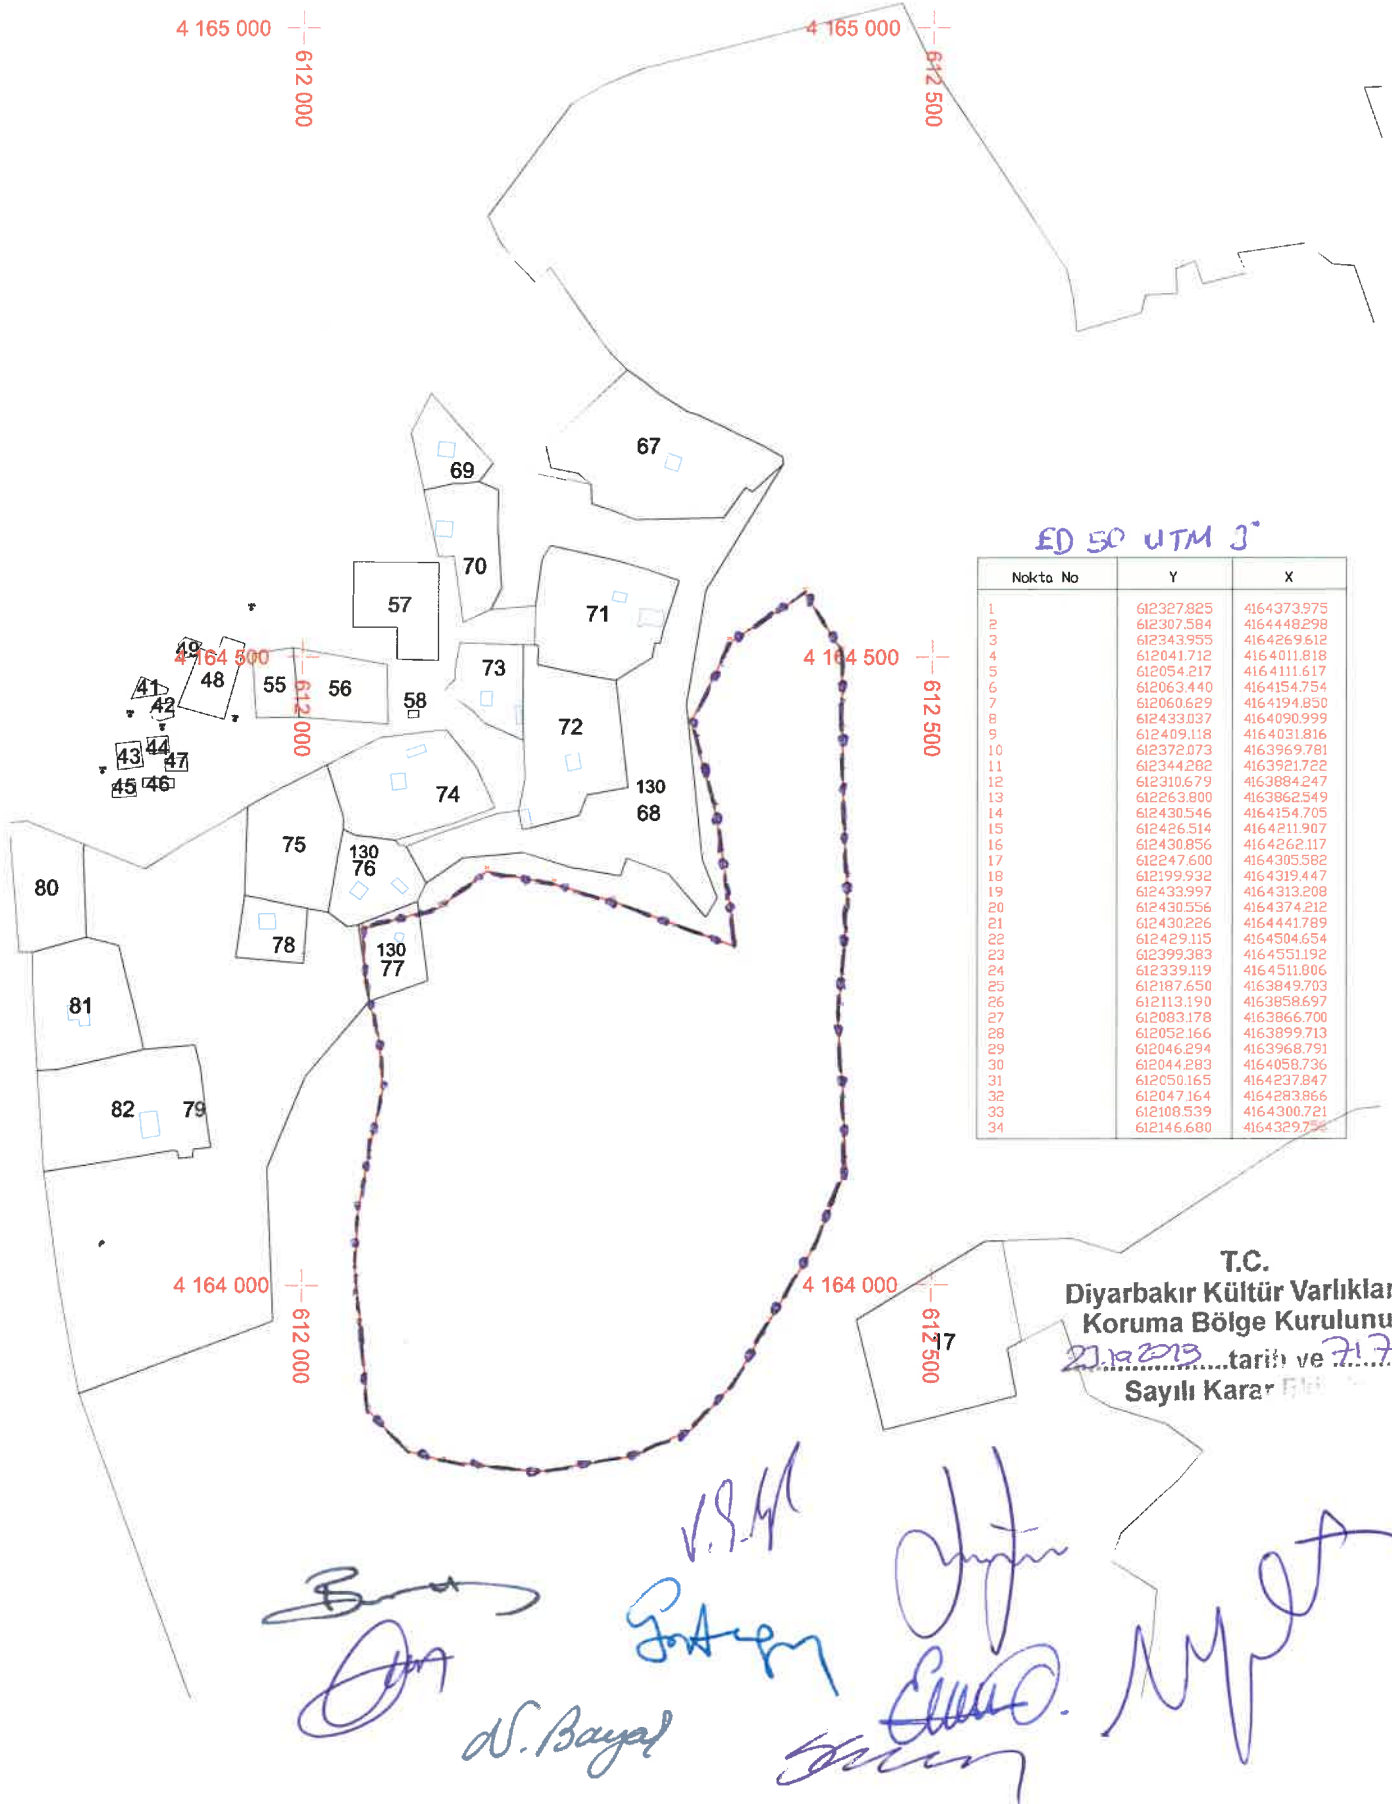 4 165 000
612 000
4 165 000
612 500
67
69
70
57
71
49
4 164 500
612 000
48
55
56
73
58
41
42
72
4 164 500
612 500
43
44
47
45
46
74
130
68
75
130
76
80
78
130
77
81
82
79
ED 50 UTM 3°
Nokta No Y X
1 612327.825 4164373.975
2 612307.584 4164448.298
3 612343.955 4164269.612
4 612041.712 4164011.818
5 612054.217 4164111.617
6 612063.440 4164154.754
7 612060.629 4164194.850
8 612433.037 4164090.999
9 612409.118 4164031.816
10 612372.073 4163969.781
11 612344.282 4163921.722
12 612310.679 4163884.247
13 612263.800 4163862.549
14 612430.546 4164154.705
15 612426.514 4164211.907
16 612430.856 4164262.117
17 612247.600 4164305.582
18 612199.932 4164319.447
19 612433.997 4164313.208
20 612430.556 4164374.212
21 612430.226 4164441.789
22 612429.115 4164504.654
23 612399.383 4164551.192
24 612339.119 4164511.806
25 612187.650 4163849.703
26 612113.190 4163858.697
27 612083.178 4163866.700
28 612052.166 4163899.713
29 612046.294 4163968.791
30 612044.283 4164058.736
31 612050.165 4164237.847
32 612047.164 4164283.866
33 612108.539 4164300.721
34 612146.680
4 164 000
612 000
4 164 000
612 500
17
T.C.
Diyarbakır Kültür Varlıklar
Koruma Bölge Kurulunu
tarih ve 717
Sayılı Karar
N. Bayal